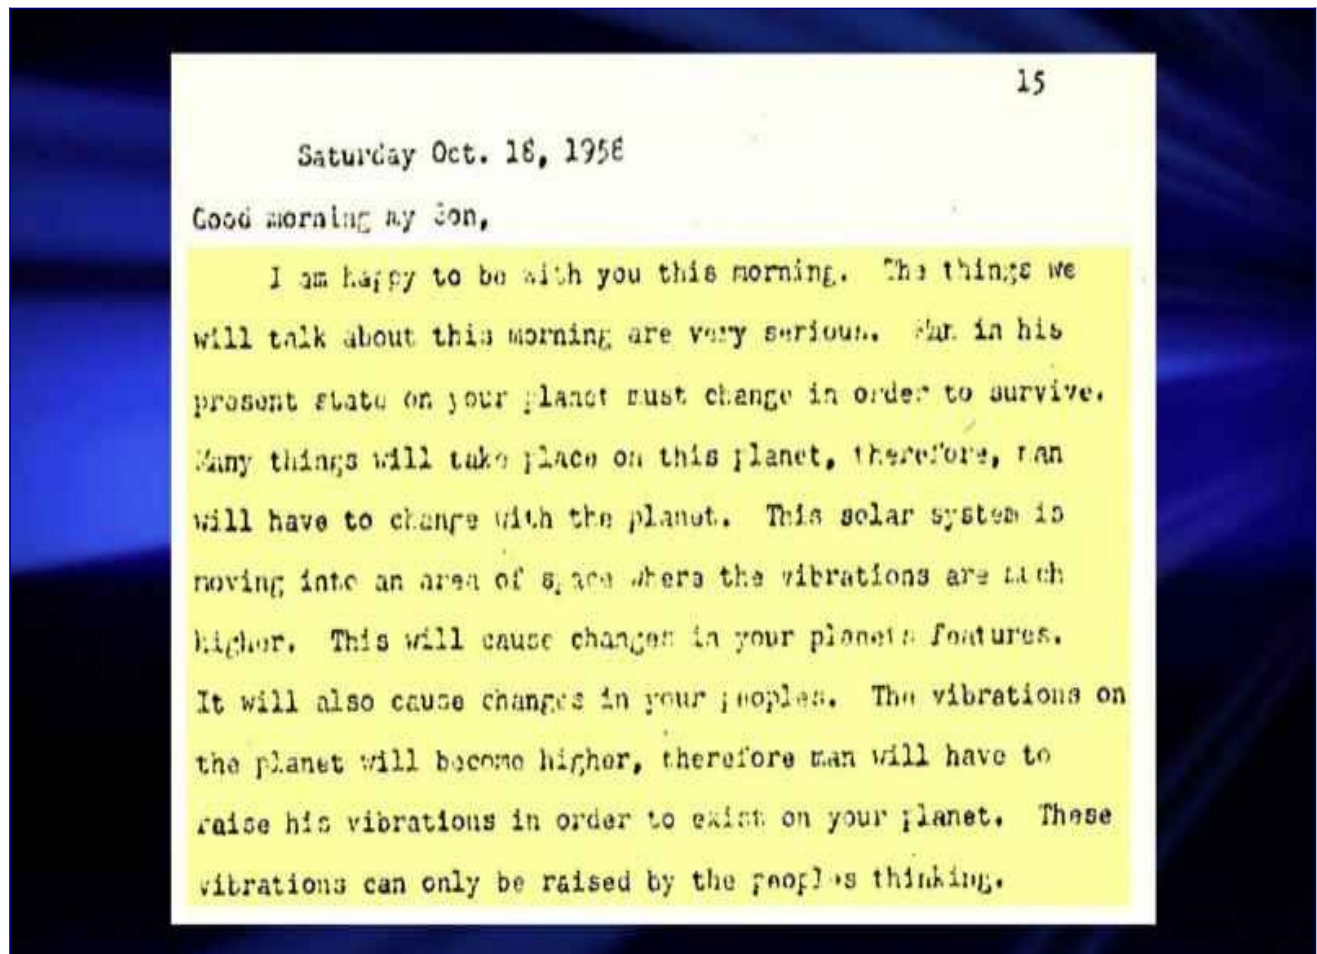 15
Saturday Oct. 18, 1958
Good morning my Son,
I am happy to be with you this morning. The things we
will talk about this morning are very serious. Man in his
present state on your planet must change in order to survive.
Many things will take place on this planet, therefore, man
will have to change with the planet. This solar system is
moving into an area of space where the vibrations are much
higher. This will cause changes in your planets features.
It will also cause changes in your peoples. The vibrations on
the planet will become higher, therefore man will have to
raise his vibrations in order to exist on your planet. These
vibrations can only be raised by the peoples thinking.